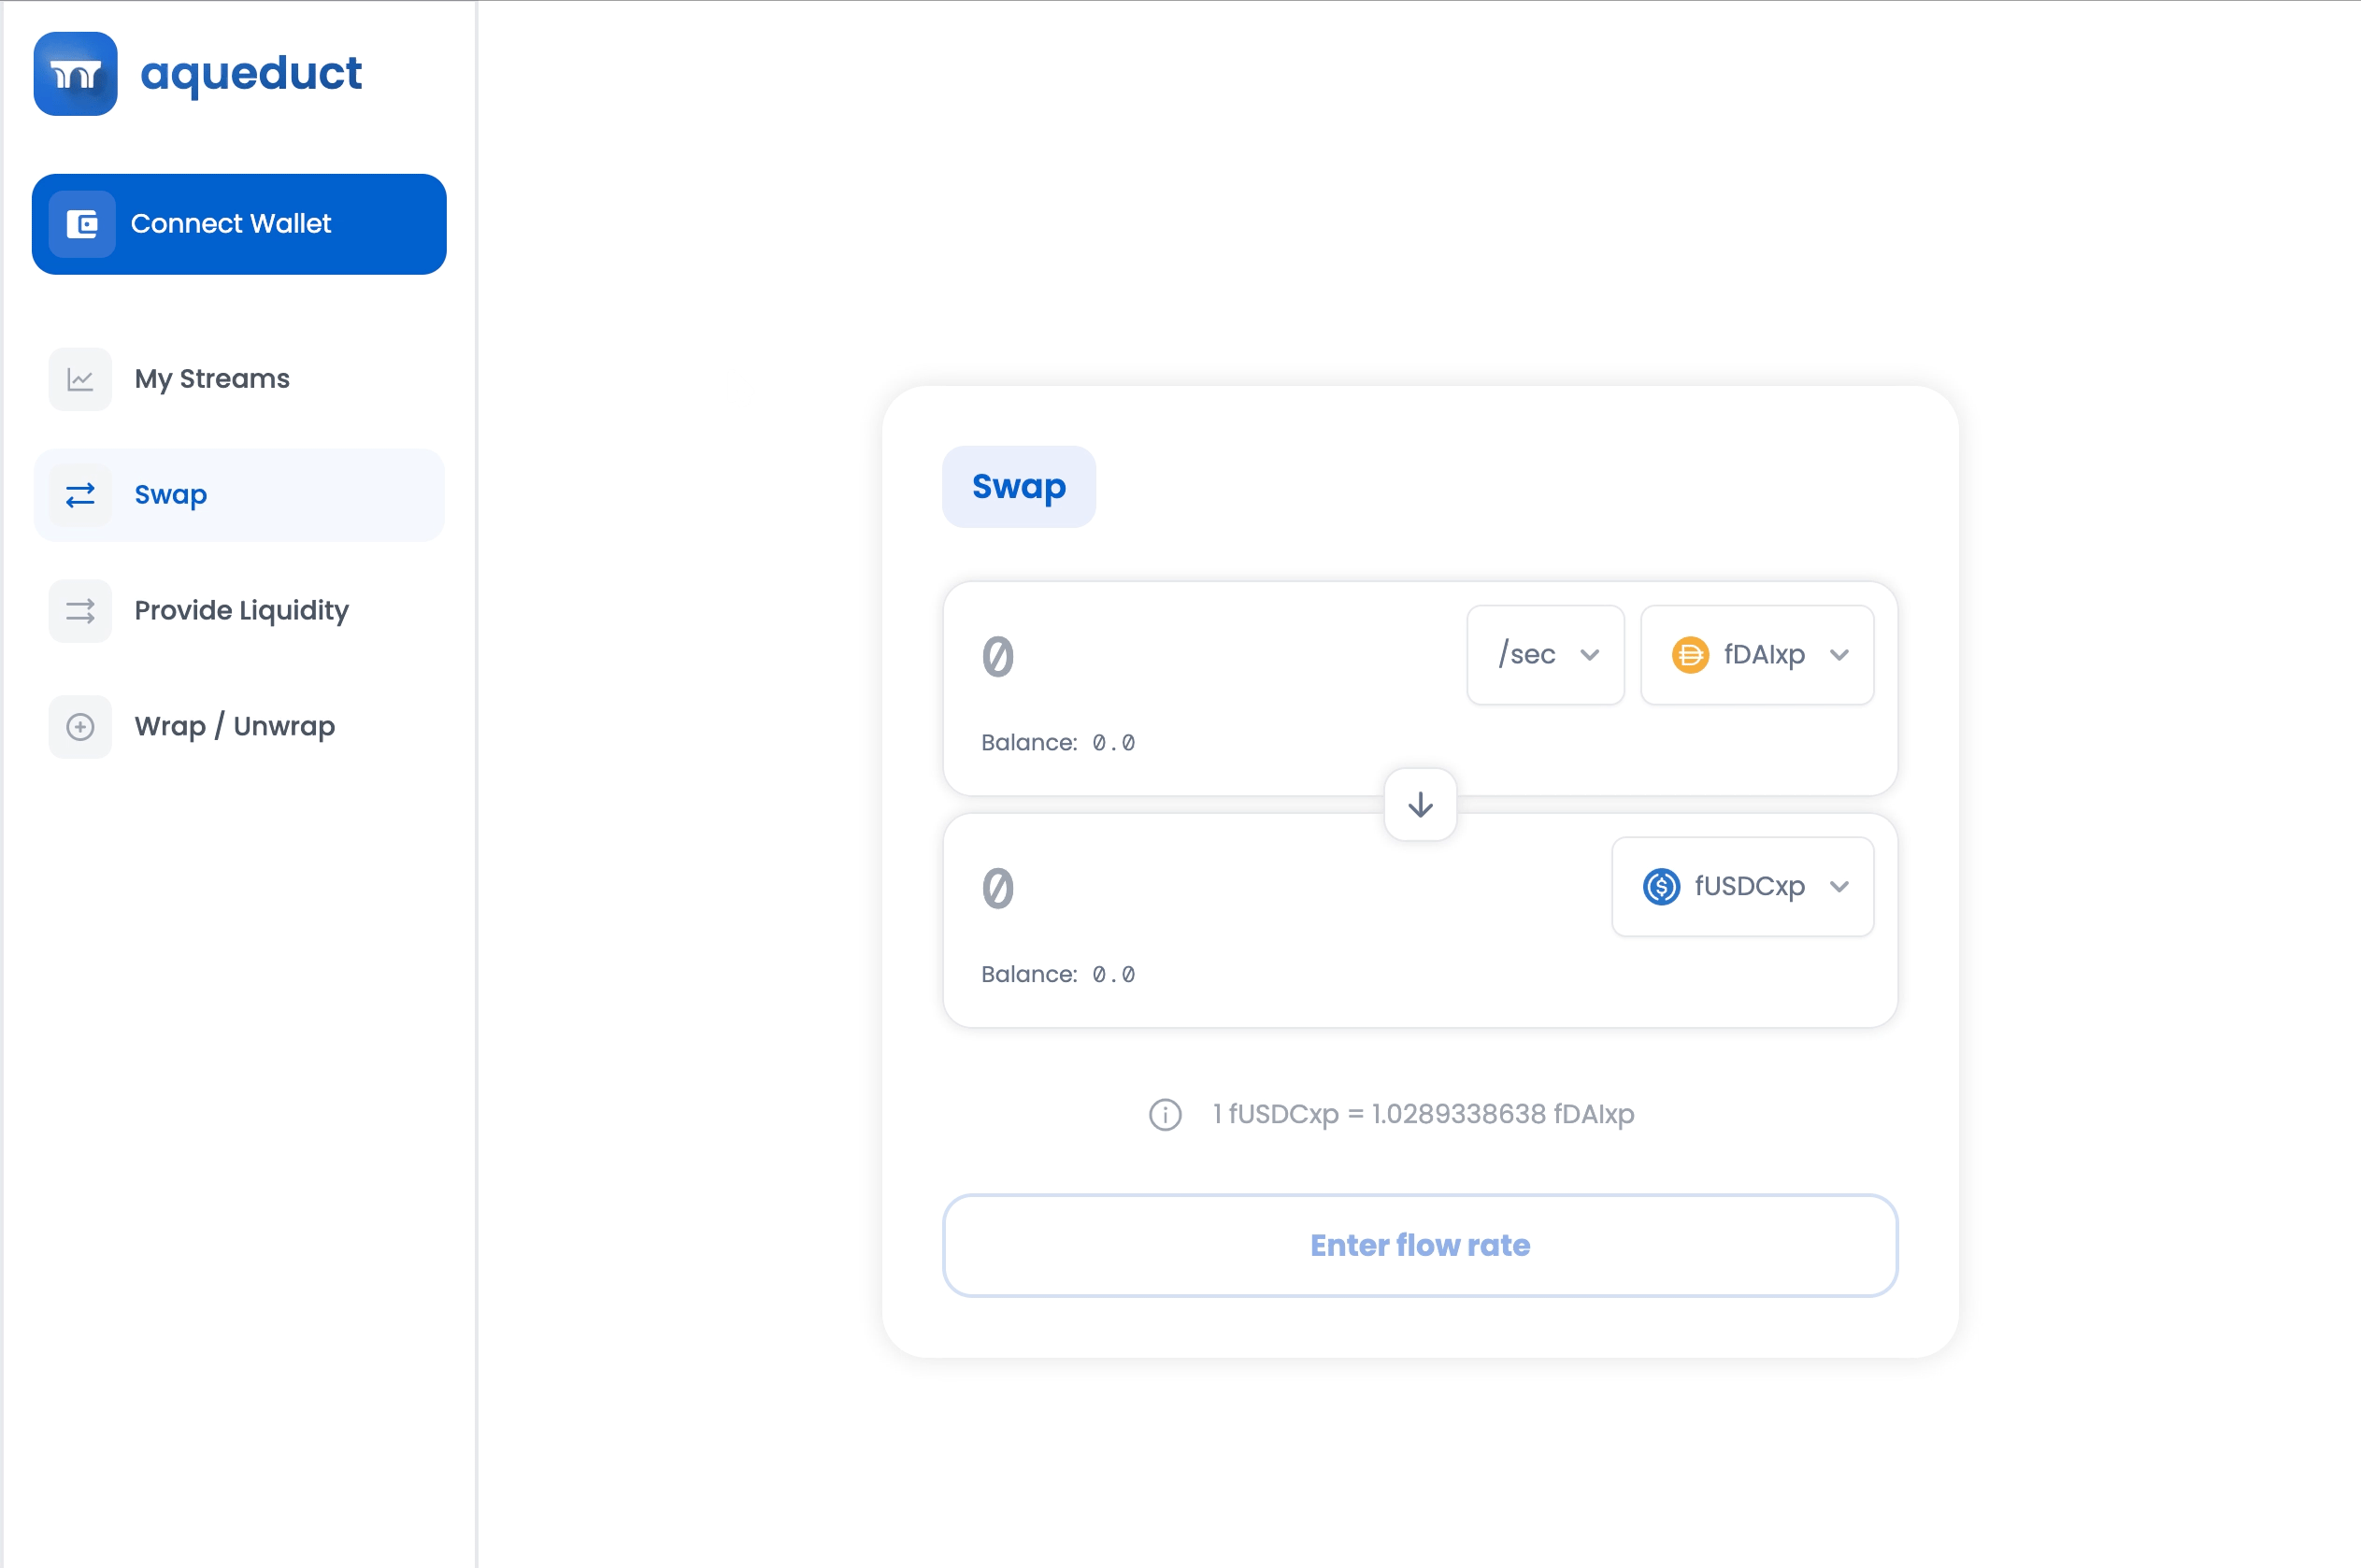 aqueduct
Connect Wallet
My Streams
Swap
Provide Liquidity
Wrap / Unwrap
Swap
0
/sec
fDAIxp
Balance: 0.0
0
fUSDCxp
Balance: 0.0
1 fUSDCxp = 1.0289338638 fDAIxp
Enter flow rate